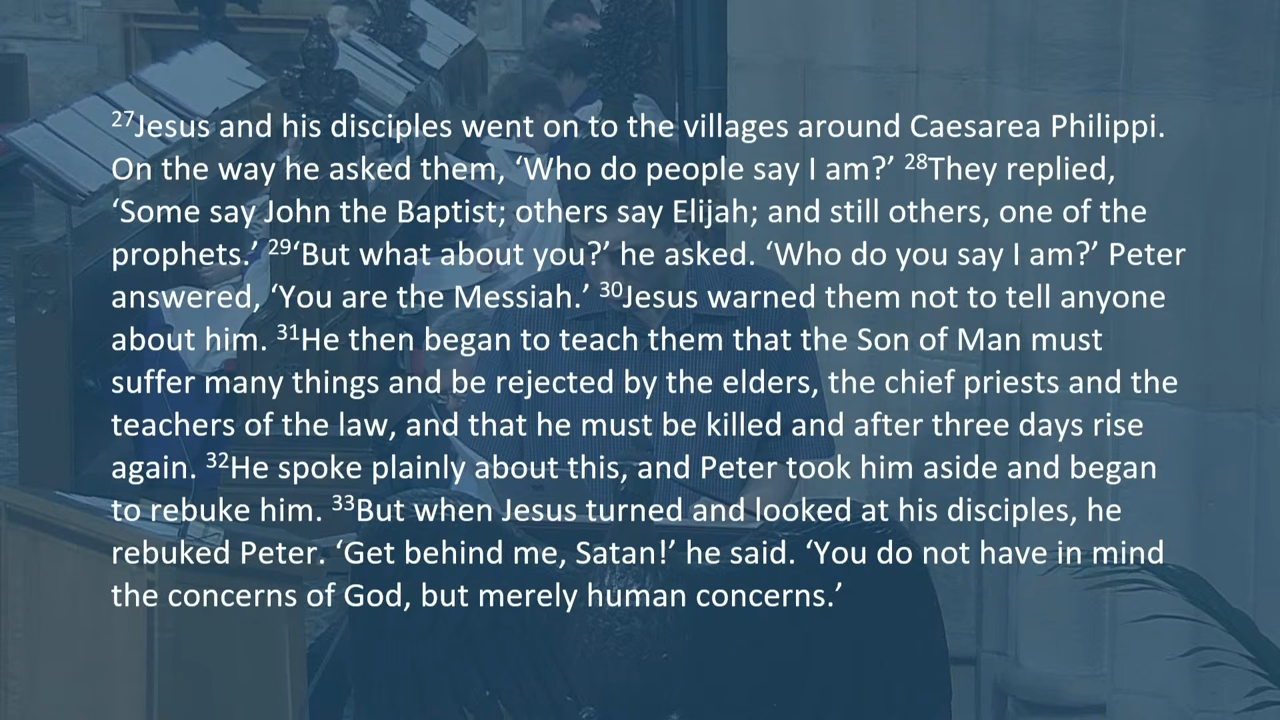 ²⁷Jesus and his disciples went on to the villages around Caesarea Philippi.
On the way he asked them, ‘Who do people say I am?’ ²⁸They replied,
‘Some say John the Baptist; others say Elijah; and still others, one of the
prophets.’ ²⁹‘But what about you?’ he asked. ‘Who do you say I am?’ Peter
answered, ‘You are the Messiah.’ ³⁰Jesus warned them not to tell anyone
about him. ³¹He then began to teach them that the Son of Man must
suffer many things and be rejected by the elders, the chief priests and the
teachers of the law, and that he must be killed and after three days rise
again. ³²He spoke plainly about this, and Peter took him aside and began
to rebuke him. ³³But when Jesus turned and looked at his disciples, he
rebuked Peter. ‘Get behind me, Satan!’ he said. ‘You do not have in mind
the concerns of God, but merely human concerns.’